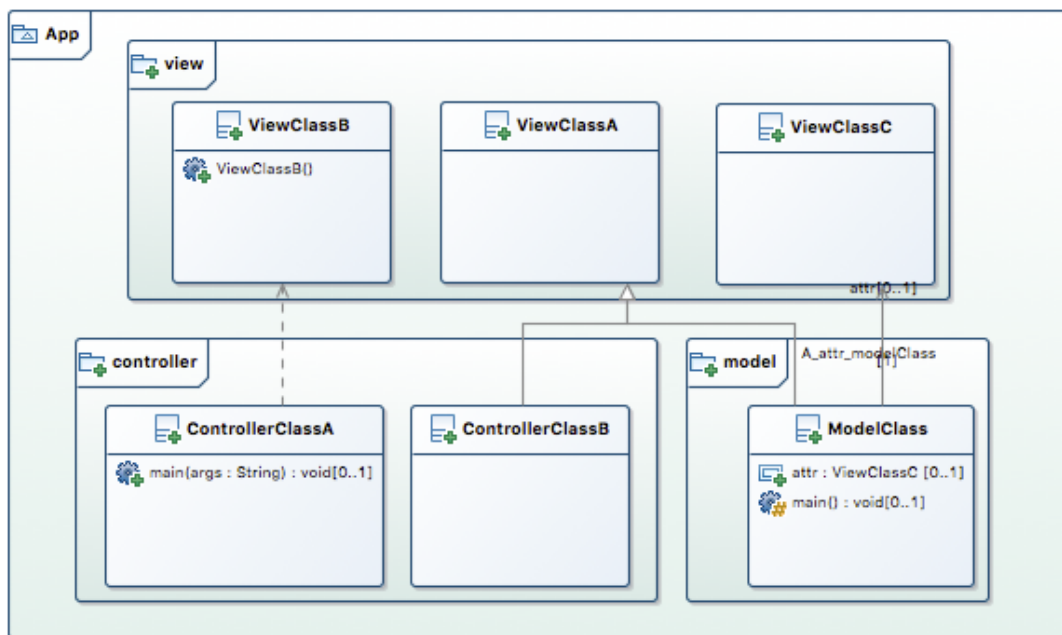 App
view
ViewClassB
ViewClassB()
ViewClassA
ViewClassC
attr[0..1]
controller
ControllerClassA
main(args : String) : void[0..1]
ControllerClassB
model
A_attr_modelClass
[1]
ModelClass
attr : ViewClassC [0..1]
main() : void[0..1]